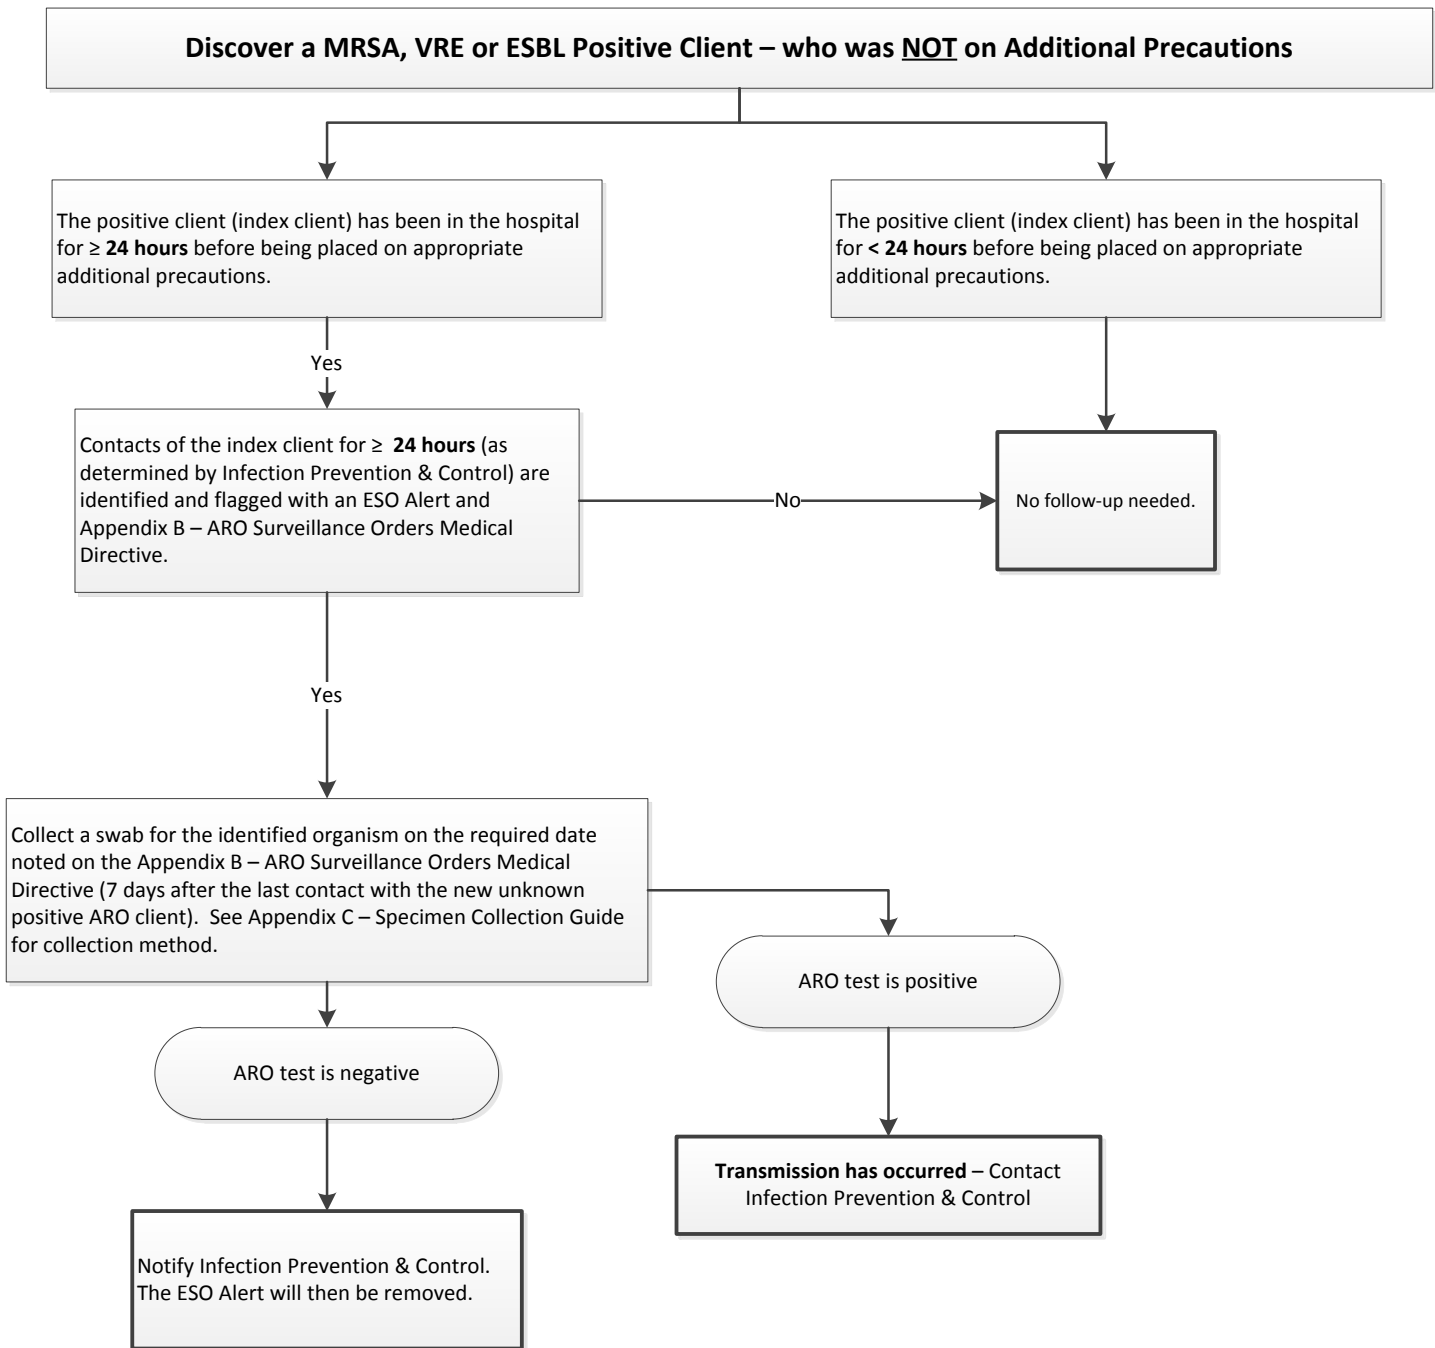 Discover a MRSA, VRE or ESBL Positive Client – who was NOT on Additional Precautions
The positive client (index client) has been in the hospital
for ≥ 24 hours before being placed on appropriate
additional precautions.
The positive client (index client) has been in the hospital
for < 24 hours before being placed on appropriate
additional precautions.
Yes
Contacts of the index client for ≥ 24 hours (as
determined by Infection Prevention & Control) are
identified and flagged with an ESO Alert and
Appendix B – ARO Surveillance Orders Medical
Directive.
No
No follow-up needed.
Yes
Collect a swab for the identified organism on the required date
noted on the Appendix B – ARO Surveillance Orders Medical
Directive (7 days after the last contact with the new unknown
positive ARO client). See Appendix C – Specimen Collection Guide
for collection method.
ARO test is positive
ARO test is negative
Transmission has occurred – Contact
Infection Prevention & Control
Notify Infection Prevention & Control.
The ESO Alert will then be removed.